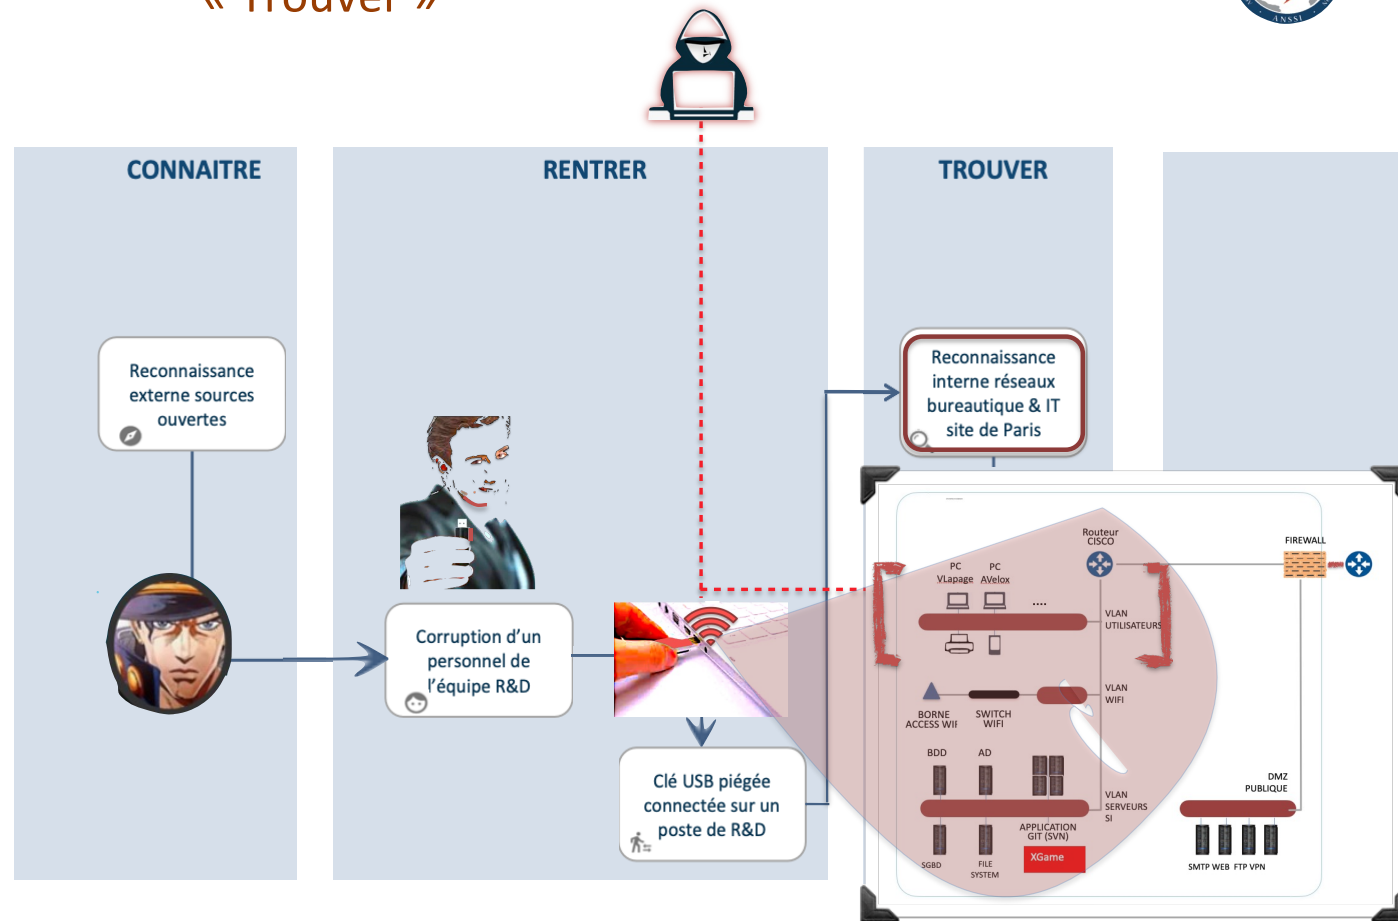 « Trouver »
ANSSI
CONNAITRE
RENTRER
TROUVER
Reconnaissance
externe sources
ouvertes
Reconnaissance
interne réseaux
bureautique & IT
site de Paris
Corruption d’un
personnel de
l’équipe R&D
Clé USB piégée
connectée sur un
poste de R&D
Routeur
CISCO
FIREWALL
PC
VLapage
PC
AVelox
....
VLAN
UTILISATEURS
VLAN
WIFI
BORNE
ACCESS WIF
SWITCH
WIFI
BDD
AD
VLAN
SERVEURS
SI
DMZ
PUBLIQUE
APPLICATION
GIT (SVN)
XGame
SGBD
FILE
SYSTEM
SMTP WEB FTP VPN